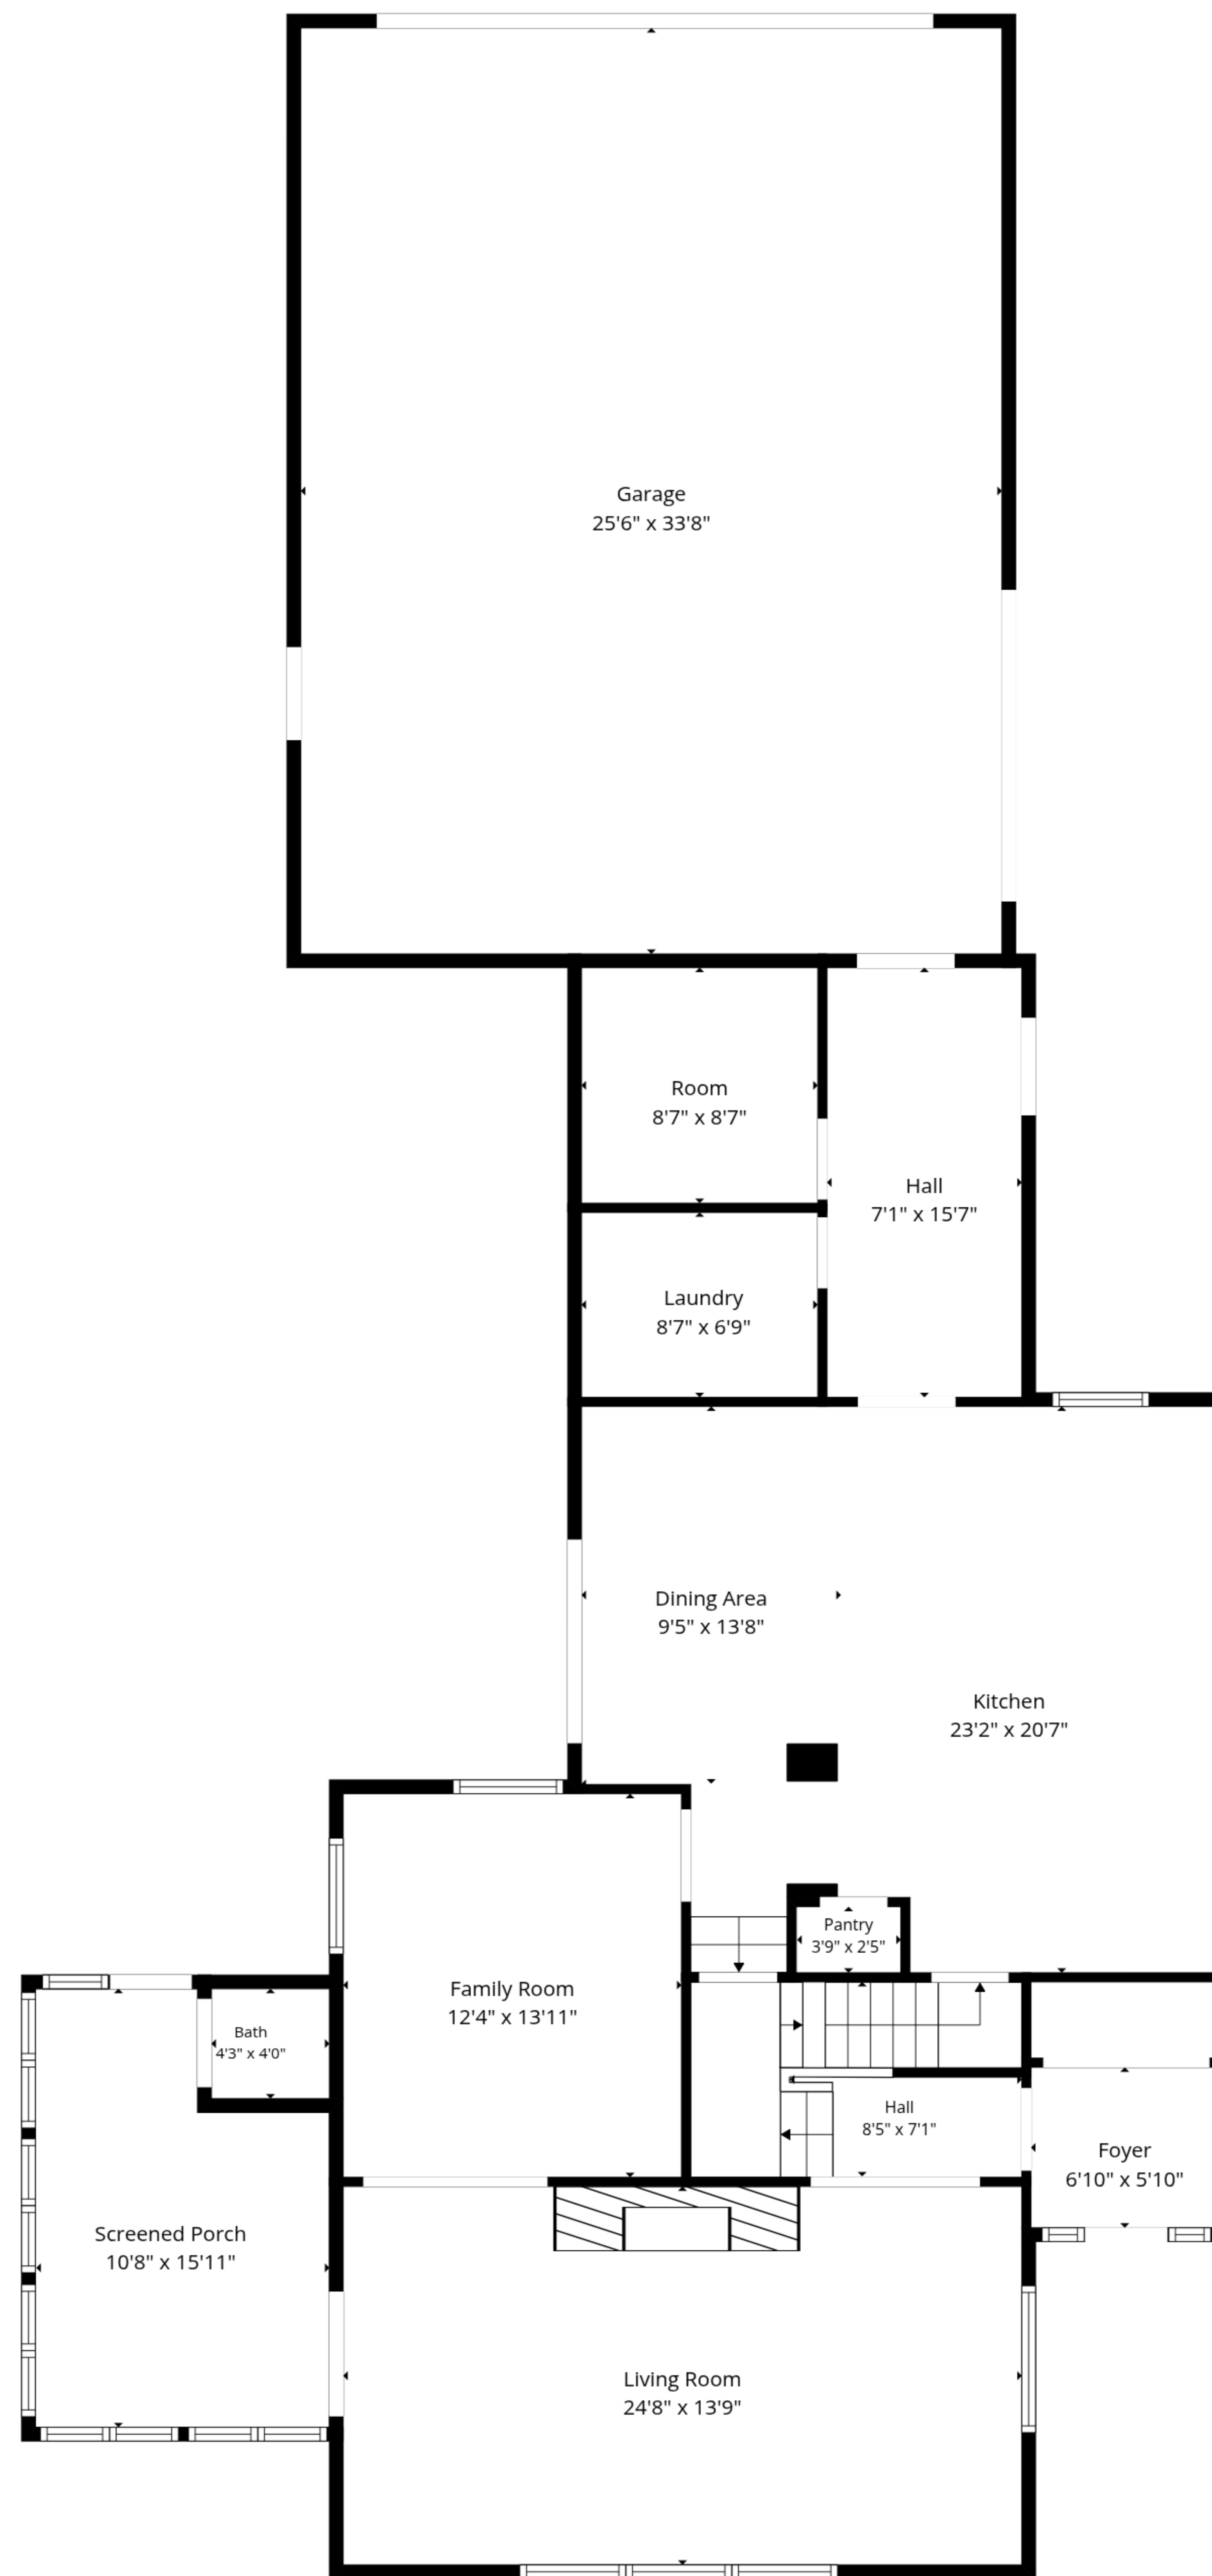 Garage
25'6" x 33'8"
Room
8'7" x 8'7"
Hall
7'1" x 15'7"
Laundry
8'7" x 6'9"
Dining Area
9'5" x 13'8"
Kitchen
23'2" x 20'7"
Pantry
3'9" x 2'5"
Family Room
12'4" x 13'11"
Bath
4'3" x 4'0"
Hall
8'5" x 7'1"
Foyer
6'10" x 5'10"
Screened Porch
10'8" x 15'11"
Living Room
24'8" x 13'9"